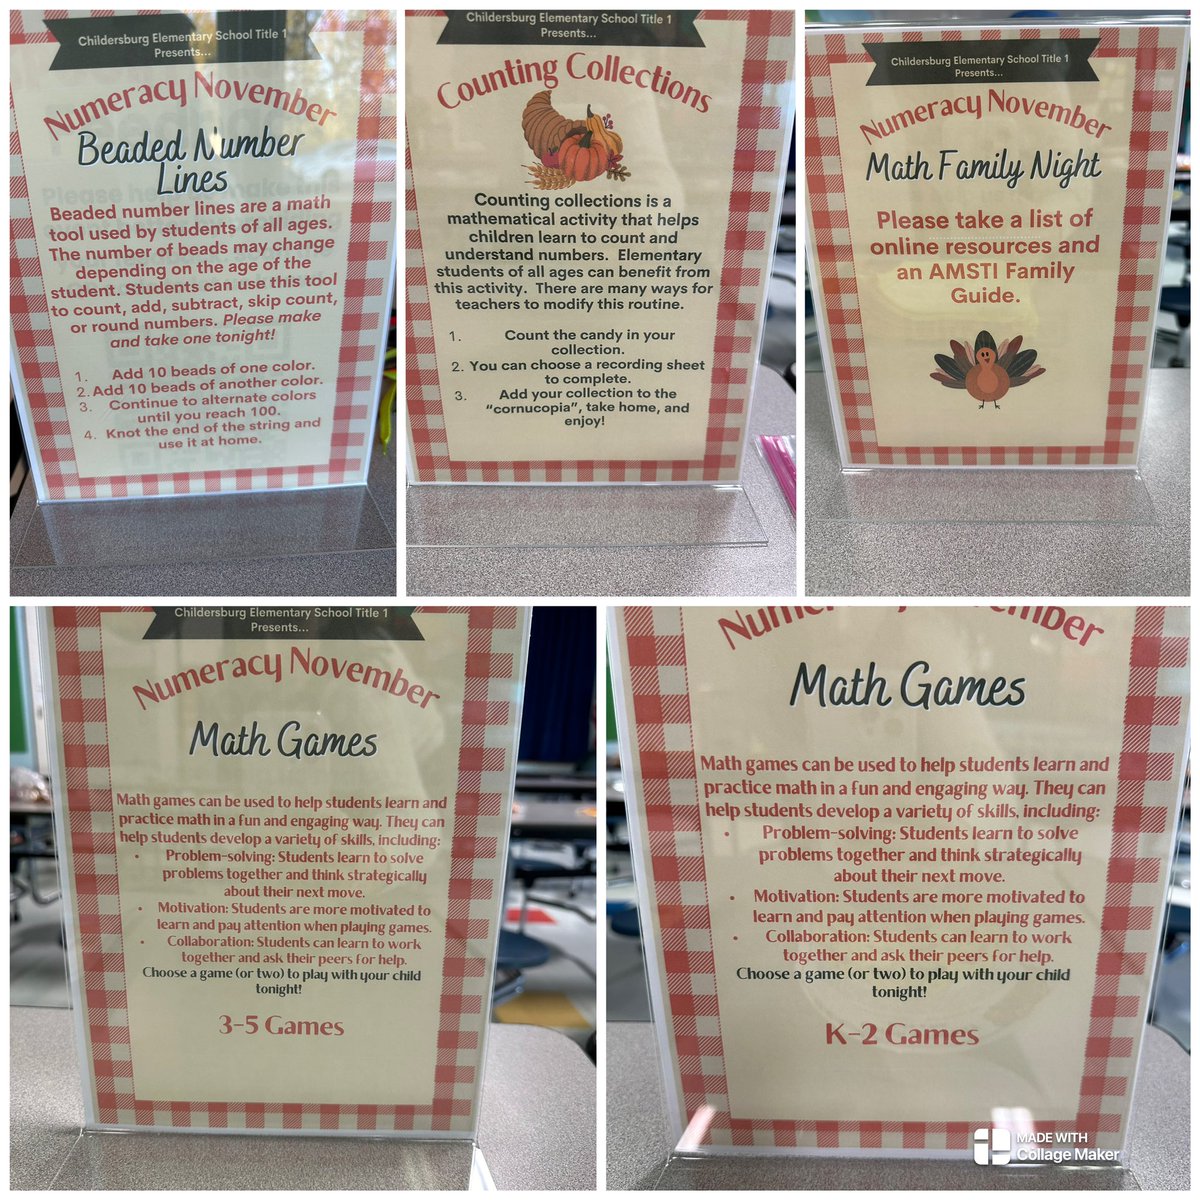 Childersburg Elementary School Title 1
Presents...
Numeracy November
Beaded Number
Lines
Beaded number lines are a math
tool used by students of all ages.
The number of beads may change
depending on the age of the
student. Students can use this tool
to count, add, subtract, skip count,
or round numbers. Please make
and take one tonight!
1. Add 10 beads of one color.
2. Add 10 beads of another color.
3. Continue to alternate colors
until you reach 100.
4. Knot the end of the string and
use it at home.
Childersburg Elementary School Title 1
Presents...
Counting Collections
Counting collections is a
mathematical activity that helps
children learn to count and
understand numbers. Elementary
students of all ages can benefit from
this activity. There are many ways for
teachers to modify this routine.
1. Count the candy in your
collection.
2. You can choose a recording sheet
to complete.
3. Add your collection to the
"cornucopia", take home, and
enjoy!
Childersburg Elementary School Title 1
Presents...
Numeracy November
Math Family Night
Please take a list of
online resources and
an AMSTI Family
Guide.
Childersburg Elementary School Title 1
Presents...
Numeracy November
Math Games
Math games can be used to help students learn and
practice math in a fun and engaging way. They can
help students develop a variety of skills, including:
• Problem-solving: Students learn to solve
problems together and think strategically
about their next move.
• Motivation: Students are more motivated to
learn and pay attention when playing games.
• Collaboration: Students can learn to work
together and ask their peers for help.
Choose a game (or two) to play with your child
tonight!
3-5 Games
Numeracy November
Math Games
Math games can be used to help students learn and
practice math in a fun and engaging way. They can
help students develop a variety of skills, including:
• Problem-solving: Students learn to solve
problems together and think strategically
about their next move.
• Motivation: Students are more motivated to
learn and pay attention when playing games.
• Collaboration: Students can learn to work
together and ask their peers for help.
Choose a game (or two) to play with your child
tonight!
K-2 Games
MADE WITH
Collage Maker